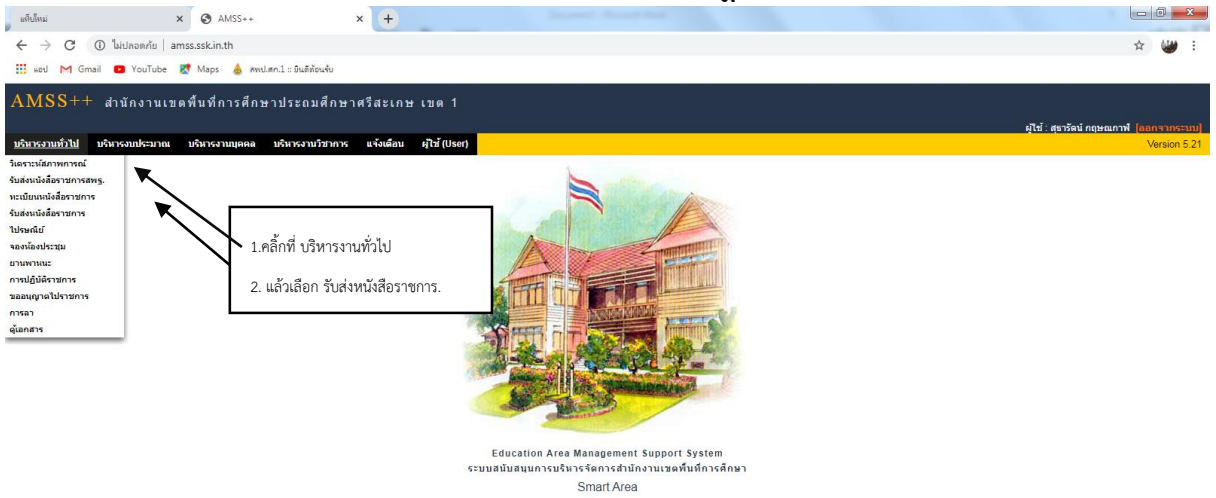 แท็บใหม่
AMSS++
ไม่ปลอดภัย | amss.ssk.in.th
แอป Gmail YouTube Maps สพป.ศก.1 :: ยินดีต้อนรับ
AMSS++ สำนักงานเขตพื้นที่การศึกษาประถมศึกษาศรีสะเกษ เขต 1
ผู้ใช้ : สุธารัตน์ กฤษณกาฬ [ออกจากระบบ]
บริหารงานทั่วไป บริหารงบประมาณ บริหารงานบุคคล บริหารงานวิชาการ แจ้งเตือน ผู้ใช้ (User) Version 5.21
วิเคราะห์สภาพการณ์
รับส่งหนังสือราชการสพฐ.
ทะเบียนหนังสือราชการ
รับส่งหนังสือราชการ
ไปรษณีย์
จองห้องประชุม
ยานพาหนะ
การปฏิบัติราชการ
ขออนุญาตไปราชการ
การลา
ตู้เอกสาร
1.คลิ้กที่ บริหารงานทั่วไป
2. แล้วเลือก รับส่งหนังสือราชการ.
Education Area Management Support System
ระบบสนับสนุนการบริหารจัดการสำนักงานเขตพื้นที่การศึกษา
Smart Area